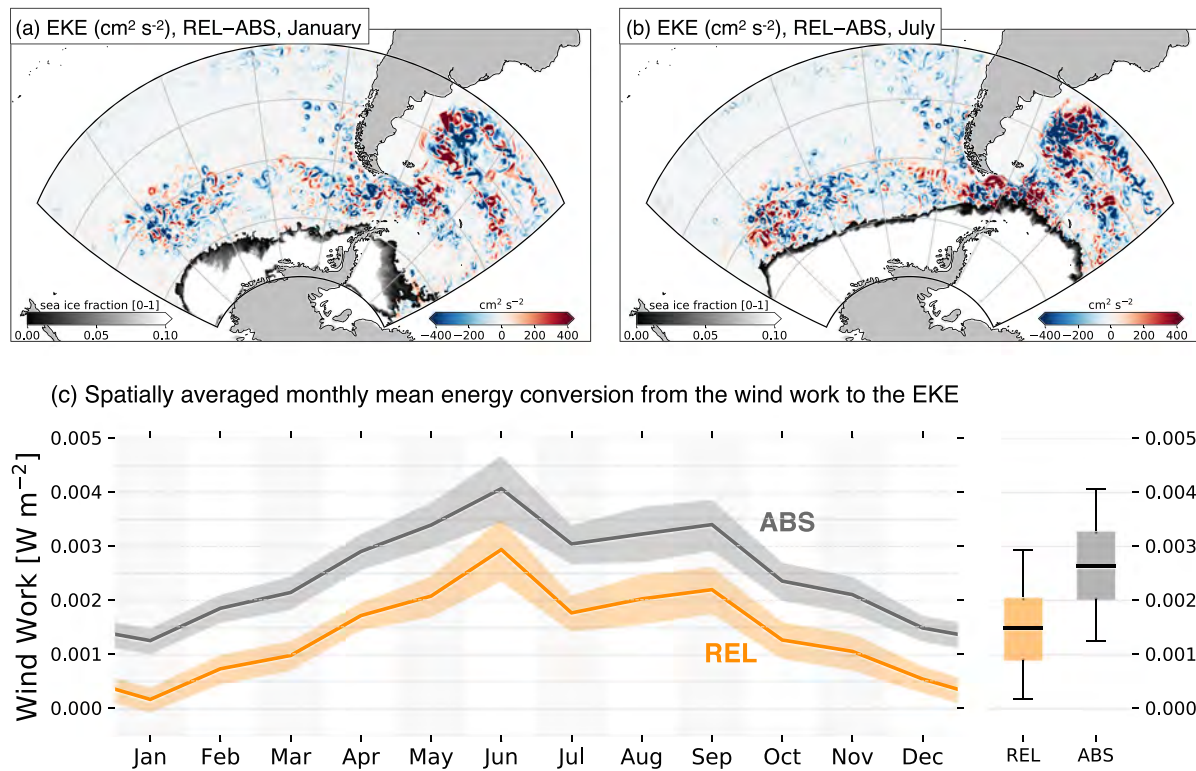 (a) EKE (cm² s⁻²), REL−ABS, January
(b) EKE (cm² s⁻²), REL−ABS, July
sea ice fraction [0-1]
0.00 0.05 0.10
cm² s⁻²
−400 −200 0 200 400
sea ice fraction [0-1]
0.00 0.05 0.10
cm² s⁻²
−400 −200 0 200 400
(c) Spatially averaged monthly mean energy conversion from the wind work to the EKE
Wind Work [W m⁻²]
0.005
0.004
0.003
0.002
0.001
0.000
ABS
REL
Jan Feb Mar Apr May Jun Jul Aug Sep Oct Nov Dec
0.005
0.004
0.003
0.002
0.001
0.000
REL ABS